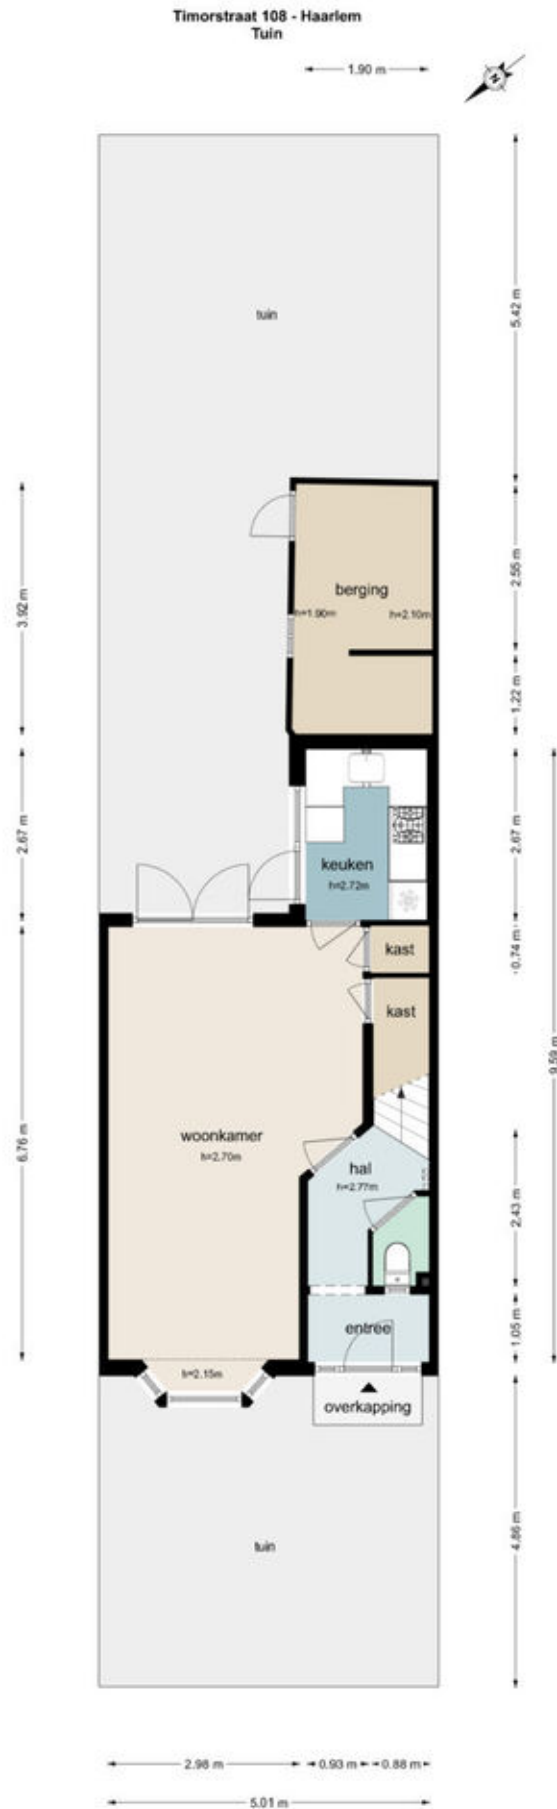 Timorstraat 108 - Haarlem
Tuin
1.90 m
N
tuin
5.42 m
3.92 m
berging
h=1.90m
h=2.10m
2.55 m
1.22 m
2.67 m
keuken
h=2.72m
2.67 m
kast
0.74 m
kast
9.59 m
6.76 m
woonkamer
h=2.70m
hal
h=2.77m
2.43 m
entree
1.05 m
h=2.15m
overkapping
tuin
4.86 m
2.98 m
0.93 m
0.88 m
5.01 m